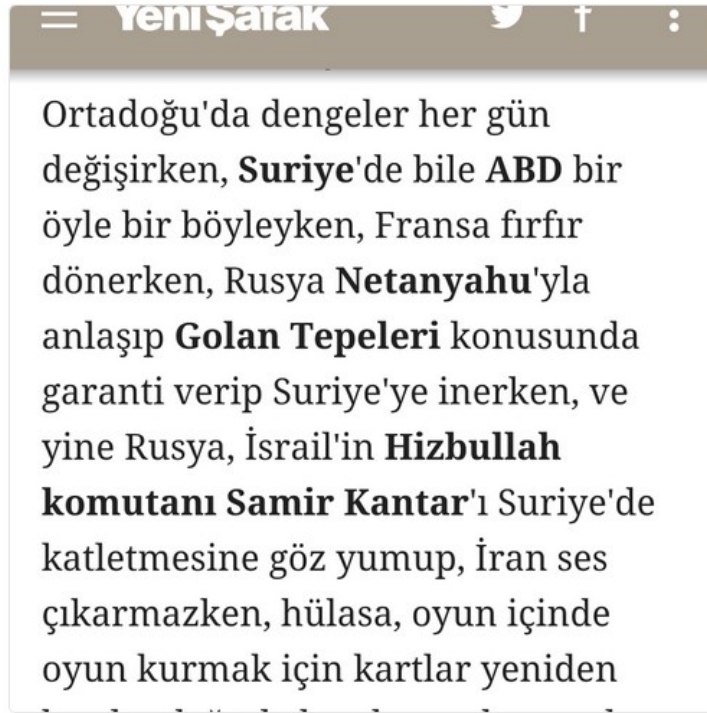 Yeni Şafak
Ortadoğu'da dengeler her gün
değişirken, Suriye'de bile ABD bir
öyle bir böyleyken, Fransa fırfır
dönerken, Rusya Netanyahu'yla
anlaşıp Golan Tepeleri konusunda
garanti verip Suriye'ye inerken, ve
yine Rusya, İsrail'in Hizbullah
komutanı Samir Kantar'ı Suriye'de
katletmesine göz yumup, İran ses
çıkarmazken, hülasa, oyun içinde
oyun kurmak için kartlar yeniden